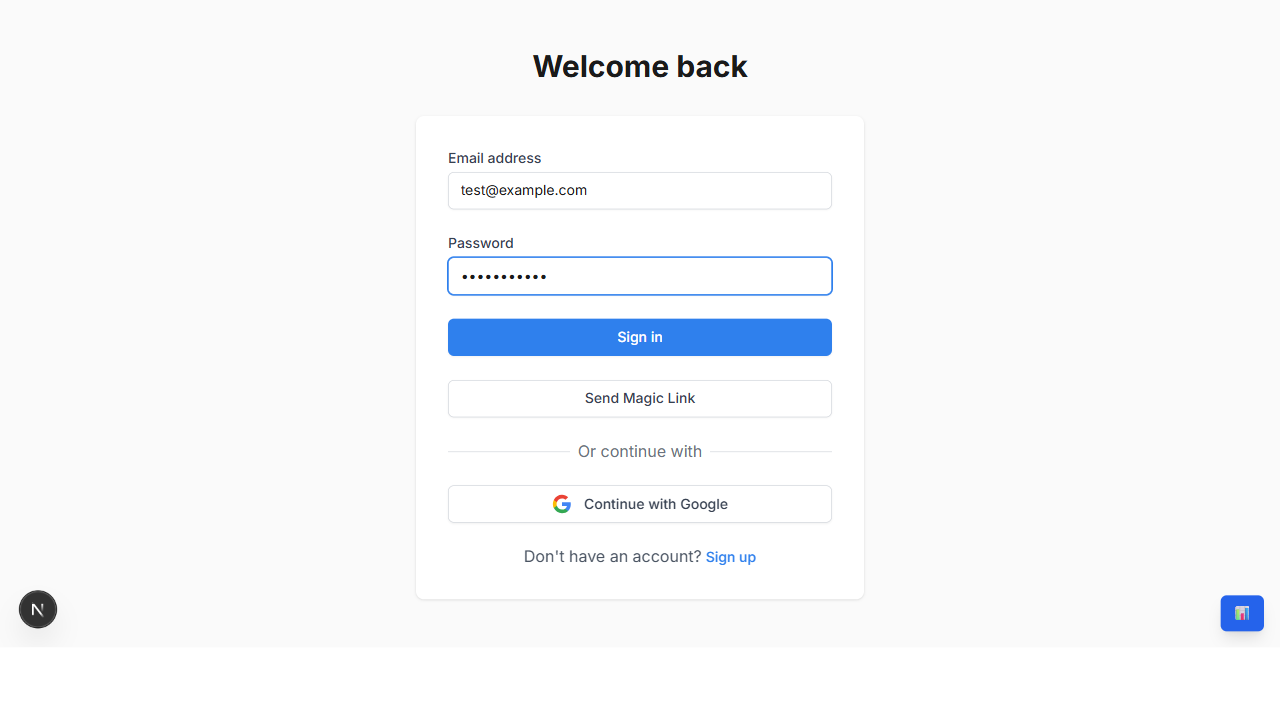 Welcome back
Email address
test@example.com
Password
•••••••••••
Sign in
Send Magic Link
Or continue with
Continue with Google
Don't have an account? Sign up
N